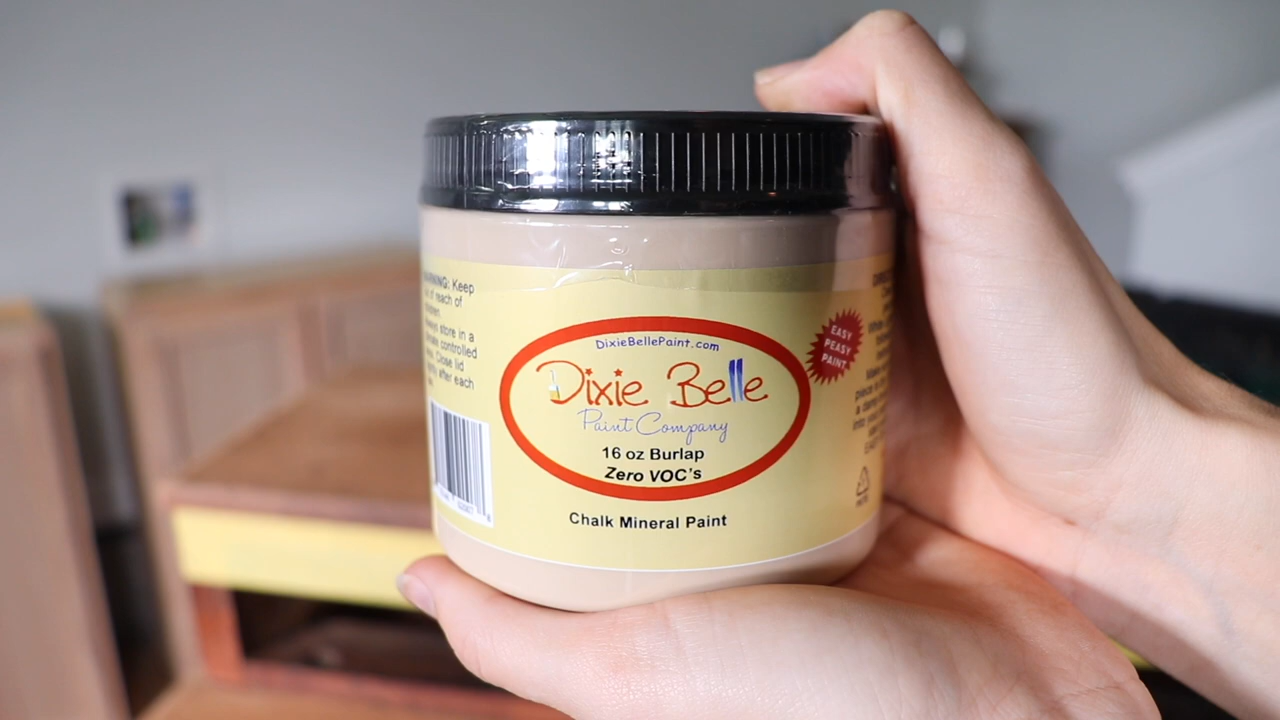 WARNING: Keep
out of reach of
children.
Always store in a
climate controlled
area. Close lid
tightly after each
use.
DixieBellePaint.com
Dixie Belle
Paint Company
16 oz Burlap
Zero VOC's
Chalk Mineral Paint
EASY
PEASY
PAINT